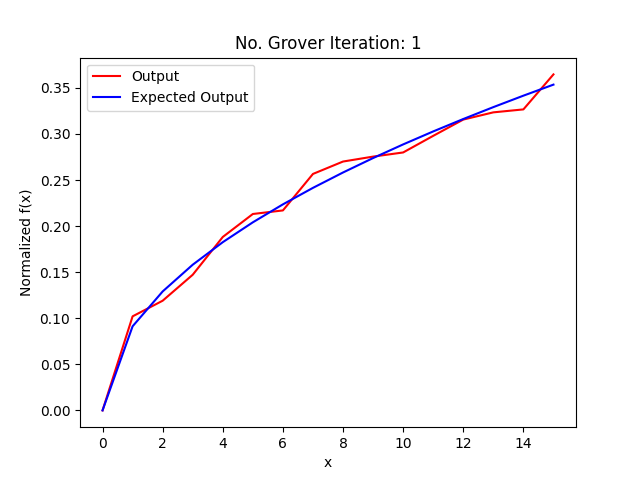 No. Grover Iteration: 1
Output
Expected Output
Normalized f(x)
0.35
0.30
0.25
0.20
0.15
0.10
0.05
0.00
0 2 4 6 8 10 12 14
x